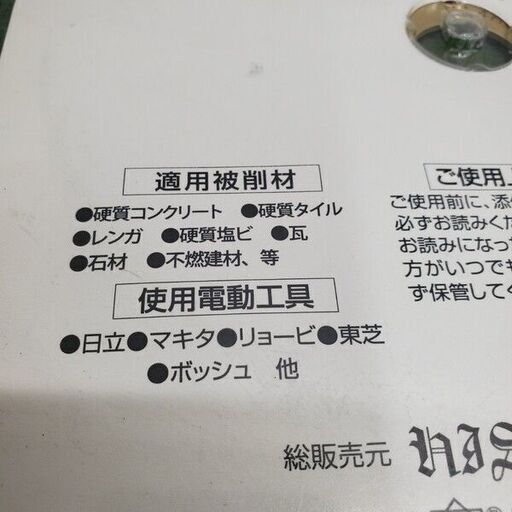 適用被削材
●硬質コンクリート ●硬質タイル
●レンガ ●硬質塩ビ ●瓦
●石材 ●不燃建材、等
使用電動工具
●日立●マキタ●リョービ●東芝
●ボッシュ 他
ご使用上
ご使用前に、添
必ずお読みくだ
お読みになった
方がいつでも
ず保管してく
総販売元